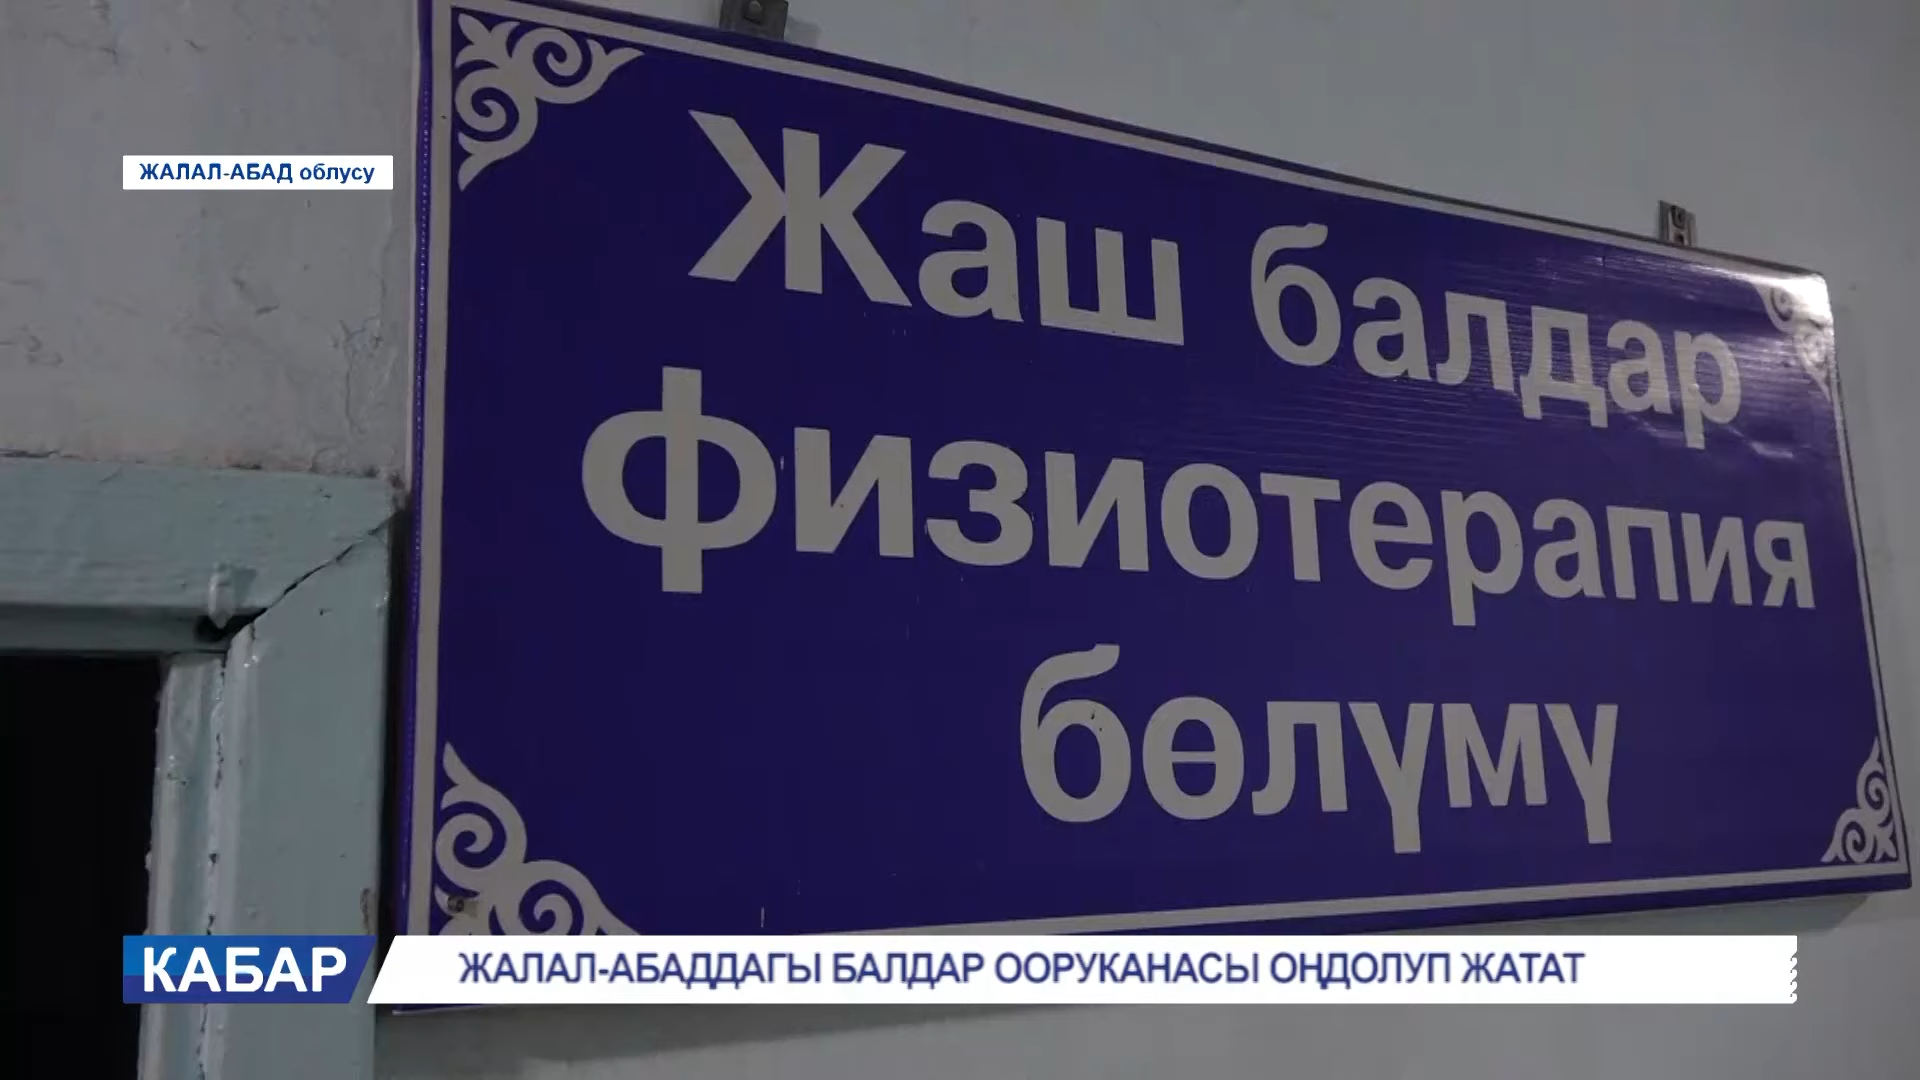 ЖАЛАЛ-АБАД облусу
Жаш балдар
физиотерапия
бөлүмү
КАБАР
ЖАЛАЛ-АБАДДАГЫ БАЛДАР ООРУКАНАСЫ ОҢДОЛУП ЖАТАТ